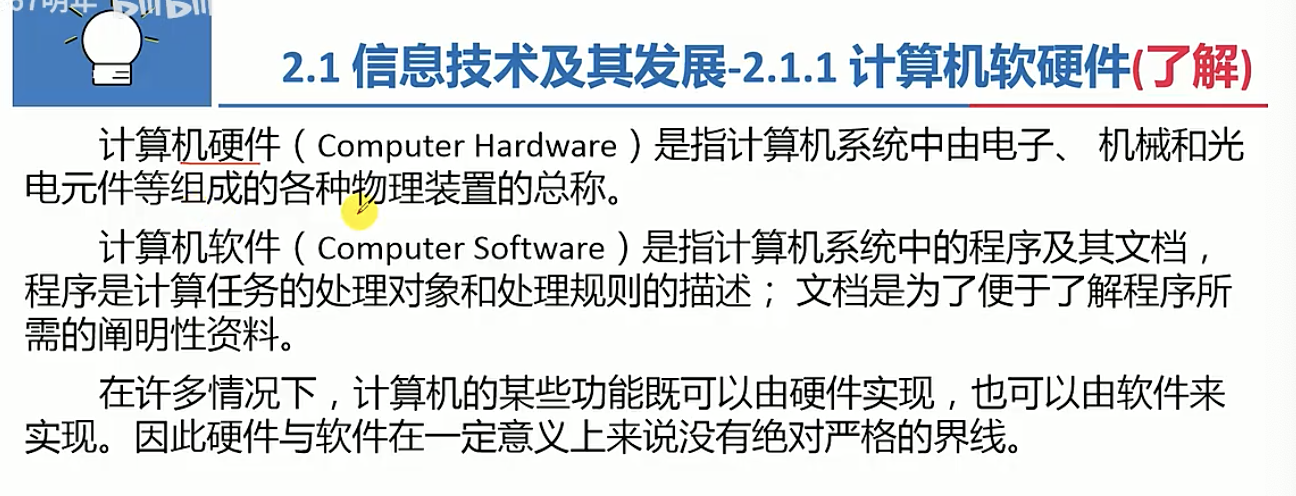 2.1 信息技术及其发展-2.1.1 计算机软硬件(了解)
计算机硬件（Computer Hardware）是指计算机系统中由电子、 机械和光
电元件等组成的各种物理装置的总称。
计算机软件（Computer Software）是指计算机系统中的程序及其文档，
程序是计算任务的处理对象和处理规则的描述； 文档是为了便于了解程序所
需的阐明性资料。
在许多情况下，计算机的某些功能既可以由硬件实现，也可以由软件来
实现。因此硬件与软件在一定意义上来说没有绝对严格的界线。